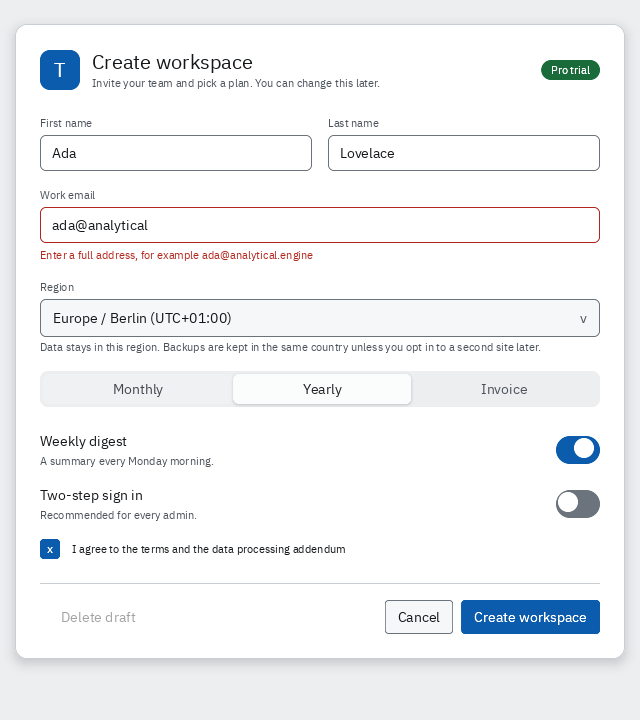 T
Create workspace
Invite your team and pick a plan. You can change this later.
Pro trial
First name
Last name
Ada
Lovelace
Work email
ada@analytical
Enter a full address, for example ada@analytical.engine
Region
Europe / Berlin (UTC+01:00)
v
Data stays in this region. Backups are kept in the same country unless you opt in to a second site later.
Monthly
Yearly
Invoice
Weekly digest
A summary every Monday morning.
Two-step sign in
Recommended for every admin.
x
I agree to the terms and the data processing addendum
Delete draft
Cancel
Create workspace